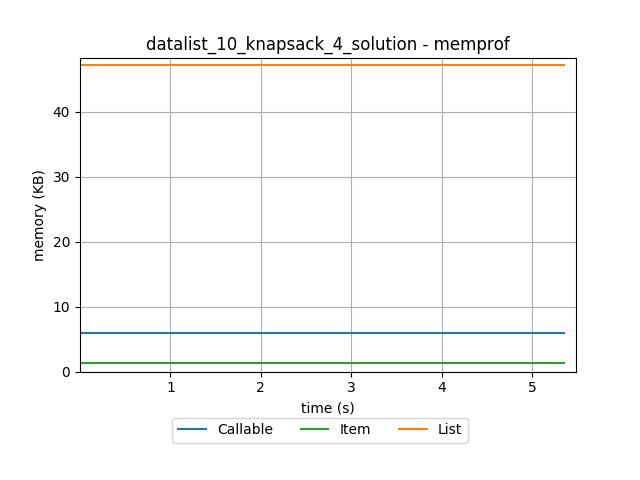 datalist_10_knapsack_4_solution - memprof
memory (KB)
40
30
20
10
0
1 2 3 4 5
time (s)
Callable Item List